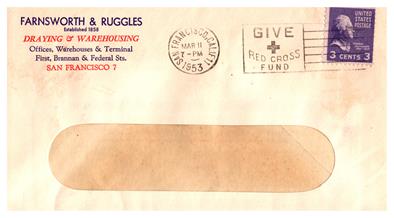 FARNSWORTH & RUGGLES
Established 1858
DRAYING & WAREHOUSING
Offices, Warehouses & Terminal
First, Brannan & Federal Sts.
SAN FRANCISCO 7
SAN FRANCISCO, CALIF.
MAR 11
7 - PM
1953
GIVE
RED CROSS
FUND
UNITED STATES
POSTAGE
3 CENTS 3